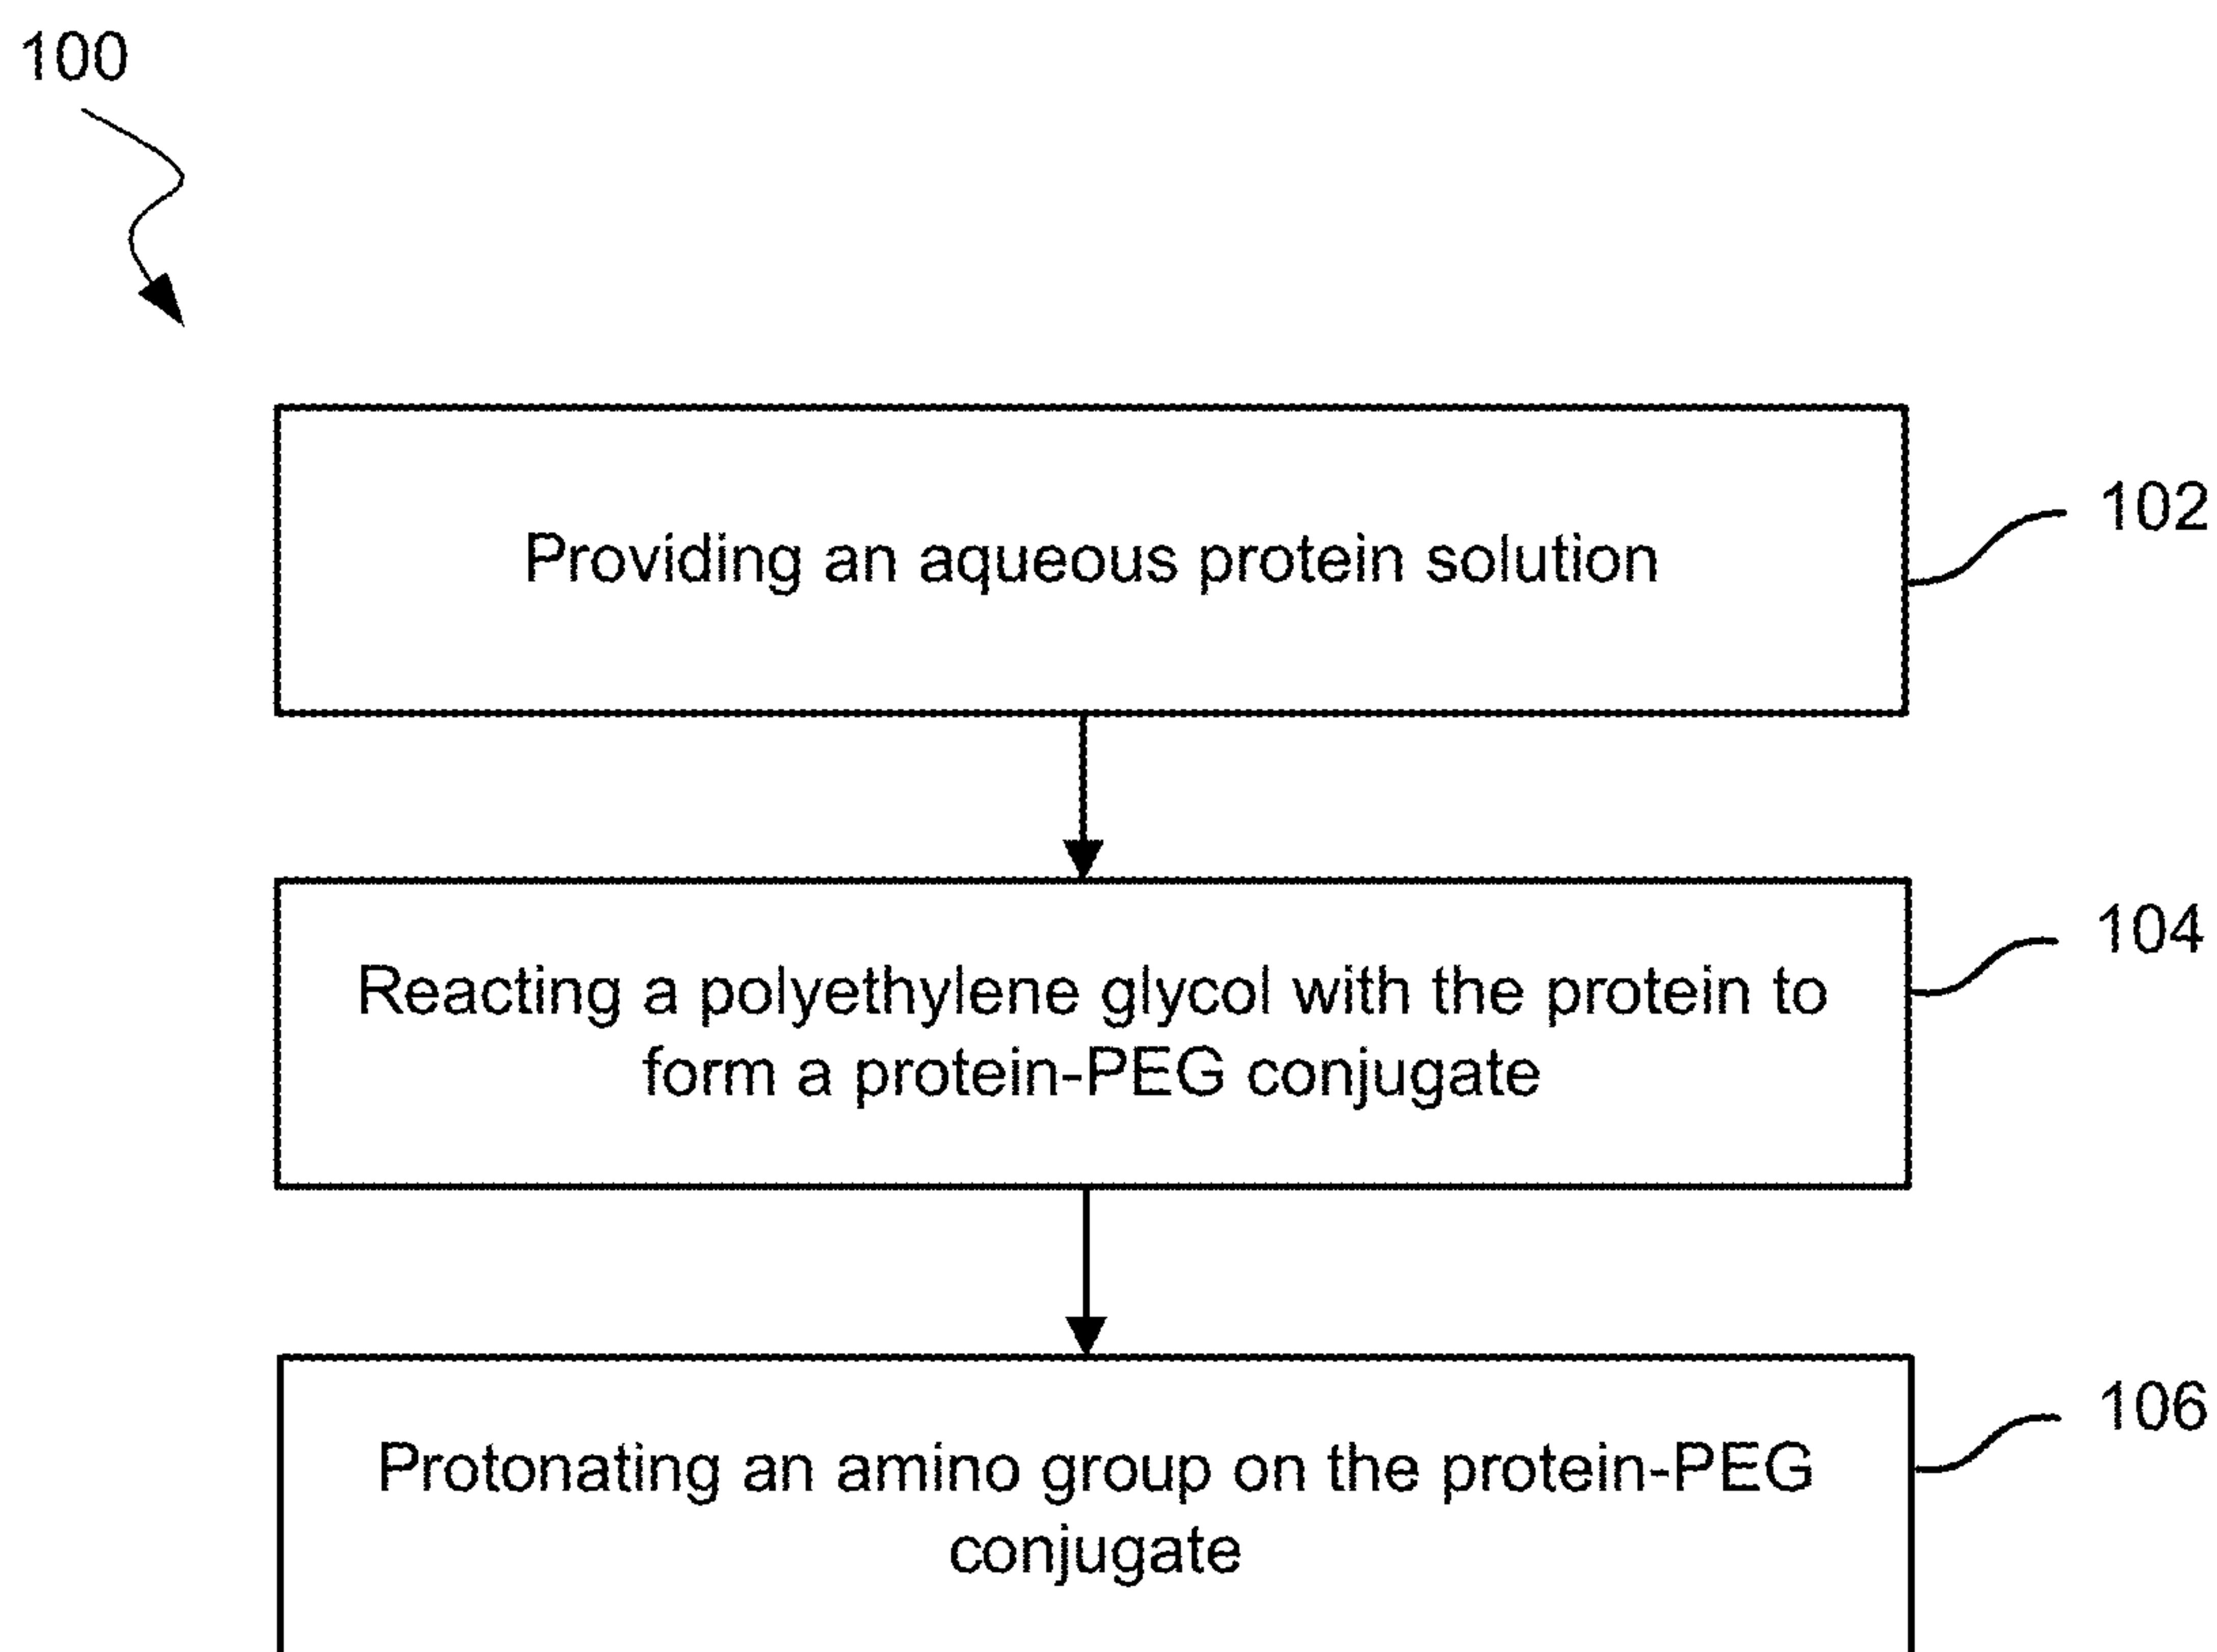 100
Providing an aqueous protein solution
102
Reacting a polyethylene glycol with the protein to
form a protein-PEG conjugate
104
Protonating an amino group on the protein-PEG
conjugate
106